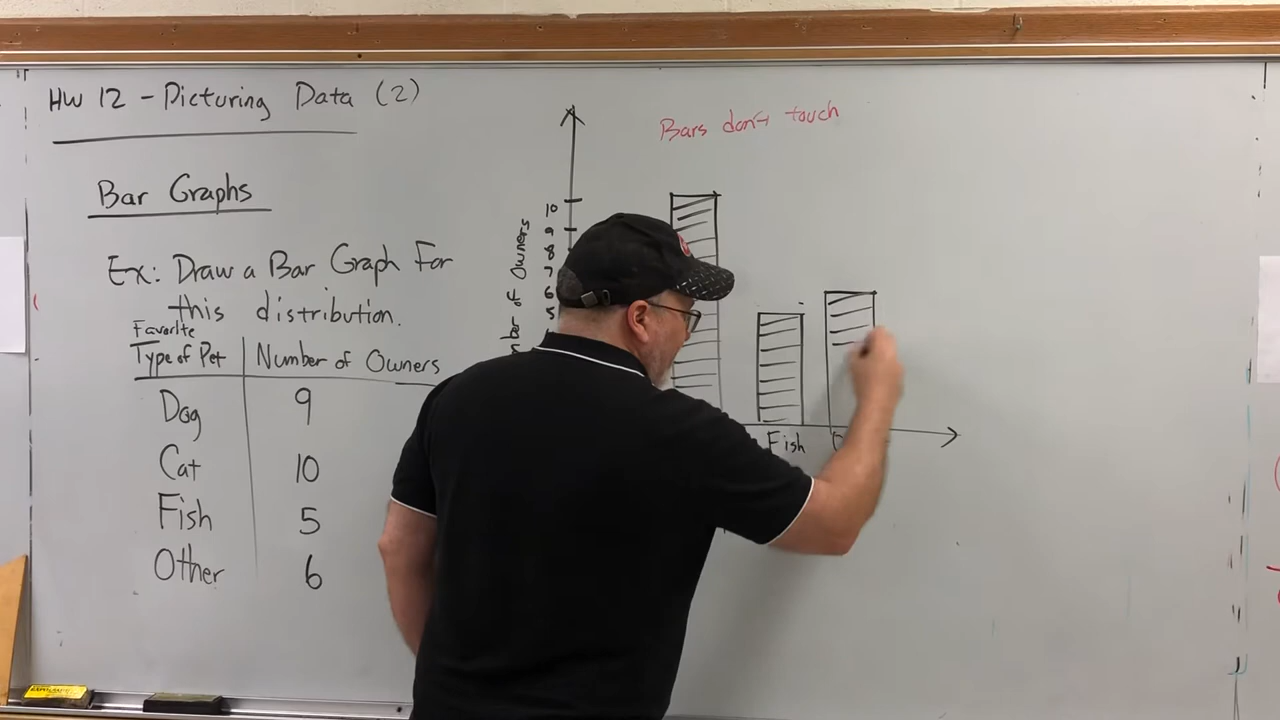 HW 12 - Picturing Data (2)
Bars don't touch
Bar Graphs
Ex: Draw a Bar Graph For
this distribution.
Favorite
Type of Pet Number of Owners
Dog 9
Cat 10
Fish 5
Other 6
of Owners
10
9
8
7
6
5
Fish